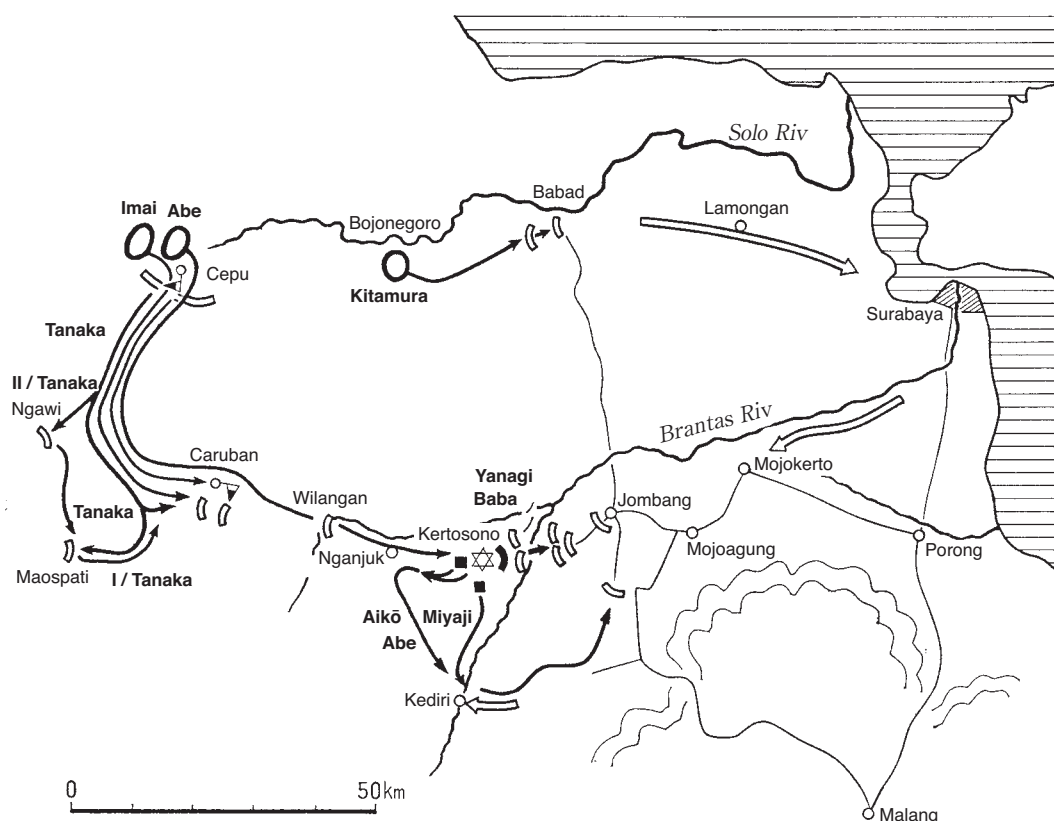 Solo Riv
Babad
Lamongan
Imai
Abe
Bojonegoro
Cepu
Kitamura
Surabaya
Tanaka
II / Tanaka
Ngawi
Brantas Riv
Caruban
Mojokerto
Yanagi
Baba
Wilangan
Jombang
Tanaka
Kertosono
Nganjuk
Mojoagung
Porong
Maospati
I / Tanaka
Aikō
Miyaji
Abe
Kediri
0
50km
Malang